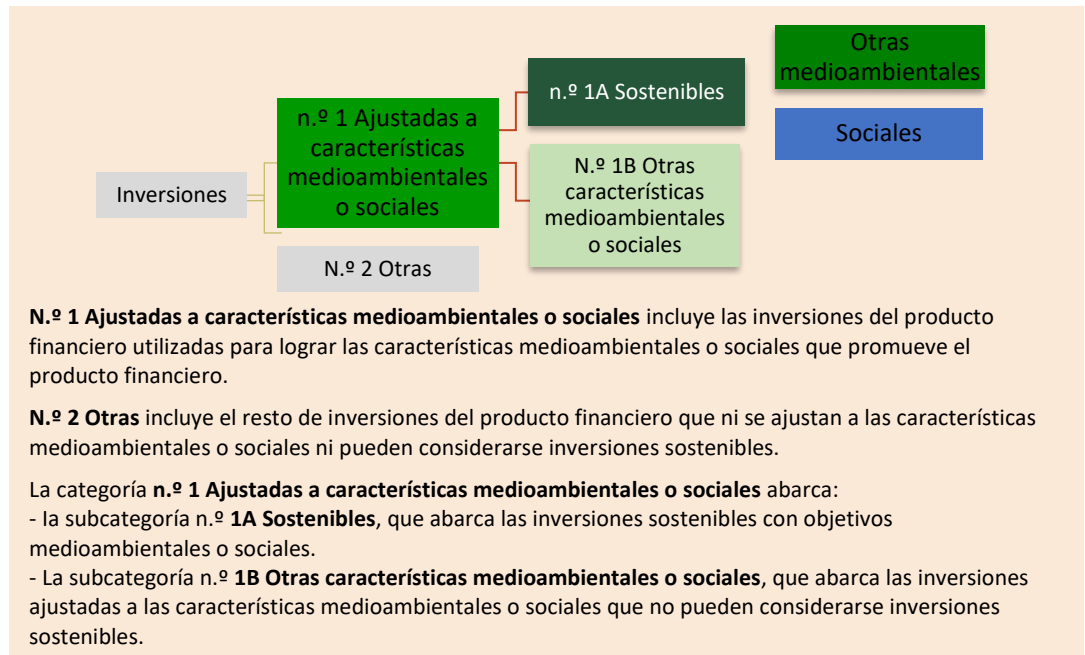 Inversiones
n.º 1 Ajustadas a
características
medioambientales
o sociales
N.º 2 Otras
n.º 1A Sostenibles
N.º 1B Otras
características
medioambientales
o sociales
Otras
medioambientales
Sociales
N.º 1 Ajustadas a características medioambientales o sociales incluye las inversiones del producto
financiero utilizadas para lograr las características medioambientales o sociales que promueve el
producto financiero.
N.º 2 Otras incluye el resto de inversiones del producto financiero que ni se ajustan a las características
medioambientales o sociales ni pueden considerarse inversiones sostenibles.
La categoría n.º 1 Ajustadas a características medioambientales o sociales abarca:
- Ia subcategoría n.º 1A Sostenibles, que abarca las inversiones sostenibles con objetivos
medioambientales o sociales.
- La subcategoría n.º 1B Otras características medioambientales o sociales, que abarca las inversiones
ajustadas a las características medioambientales o sociales que no pueden considerarse inversiones
sostenibles.